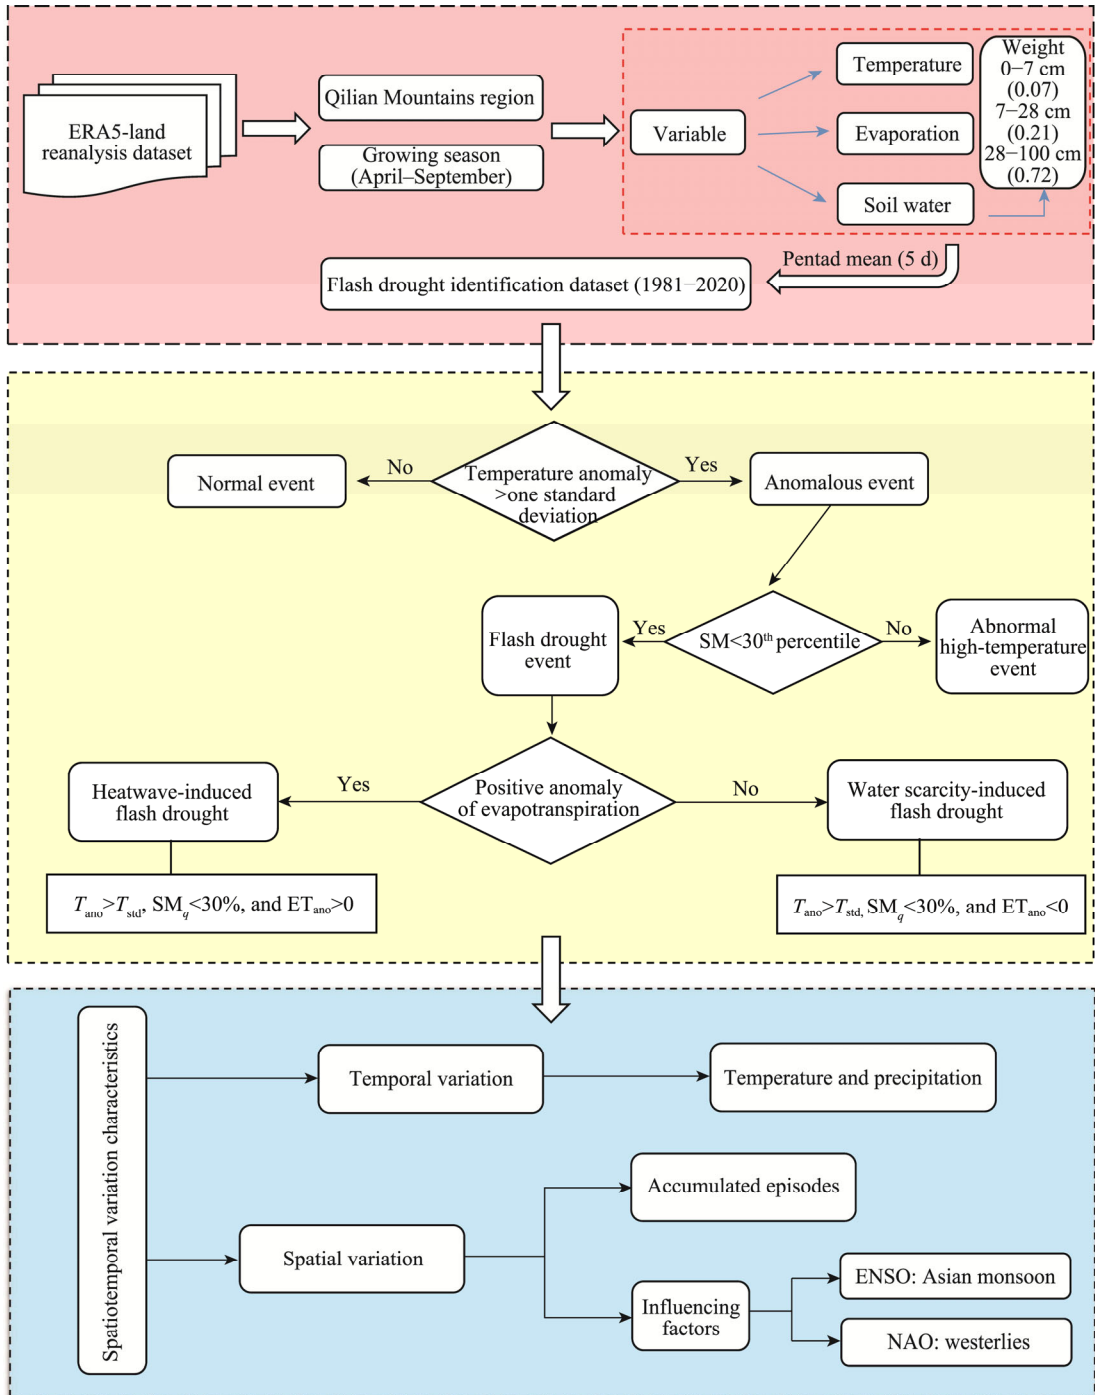 ERA5-land
reanalysis dataset
Qilian Mountains region
Growing season
(April–September)
Variable
Temperature
Evaporation
Soil water
Weight
0−7 cm
(0.07)
7−28 cm
(0.21)
28−100 cm
(0.72)
Pentad mean (5 d)
Flash drought identification dataset (1981–2020)
Temperature anomaly
>one standard
deviation
No
Normal event
Yes
Anomalous event
SM<30th percentile
Yes
Flash drought
event
No
Abnormal
high-temperature
event
Positive anomaly
of evapotranspiration
Yes
Heatwave-induced
flash drought
No
Water scarcity-induced
flash drought
Tano>Tstd, SMq<30%, and ETano>0
Tano>Tstd, SMq<30%, and ETano<0
Spatiotemporal variation characteristics
Temporal variation
Temperature and precipitation
Spatial variation
Accumulated episodes
Influencing
factors
ENSO: Asian monsoon
NAO: westerlies